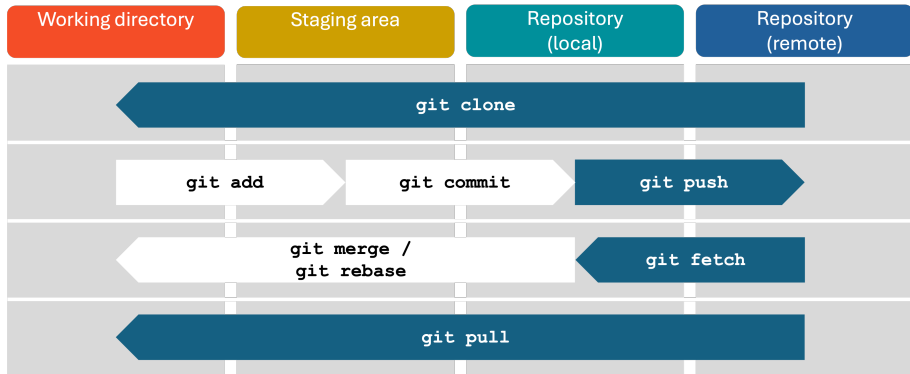 Working directory
Staging area
Repository
(local)
Repository
(remote)
git clone
git add
git commit
git push
git merge /
git rebase
git fetch
git pull